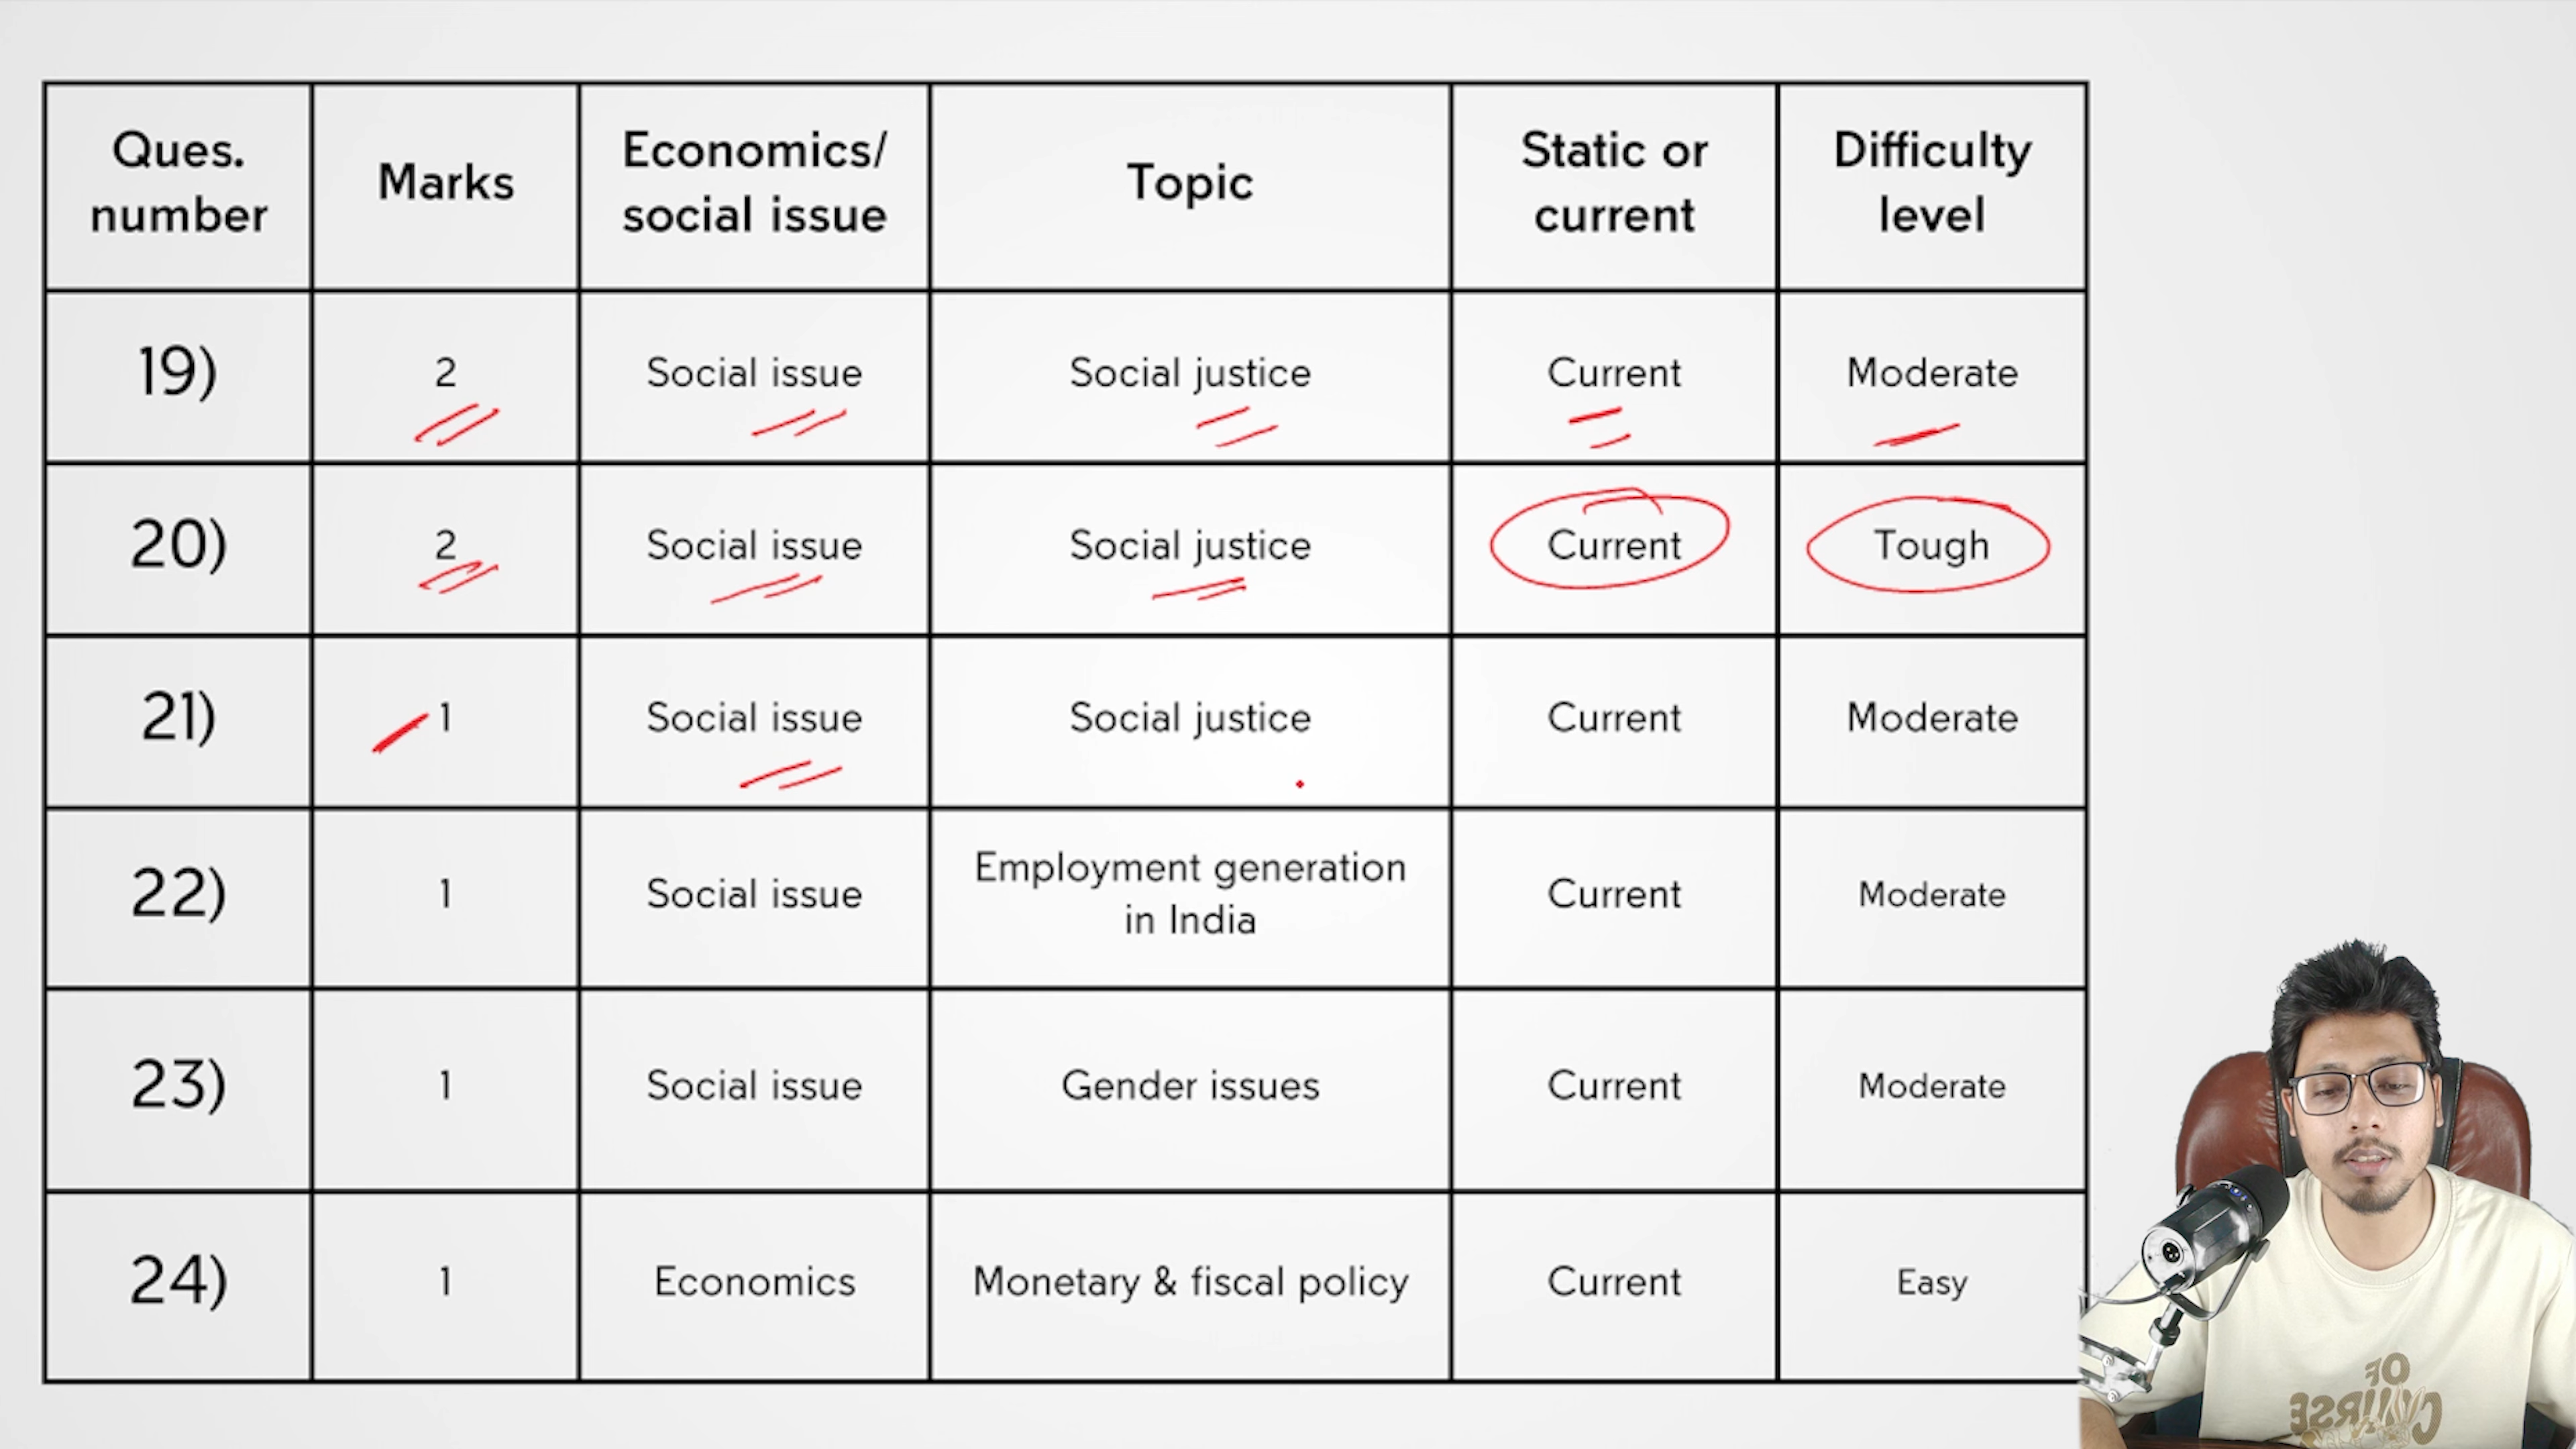 Ques. number
Marks
Economics/ social issue
Topic
Static or current
Difficulty level
19)
2
Social issue
Social justice
Current
Moderate
20)
2
Social issue
Social justice
Current
Tough
21)
1
Social issue
Social justice
Current
Moderate
22)
1
Social issue
Employment generation
in India
Current
Moderate
23)
1
Social issue
Gender issues
Current
Moderate
24)
1
Economics
Monetary & fiscal policy
Current
Easy
OF
COURSE